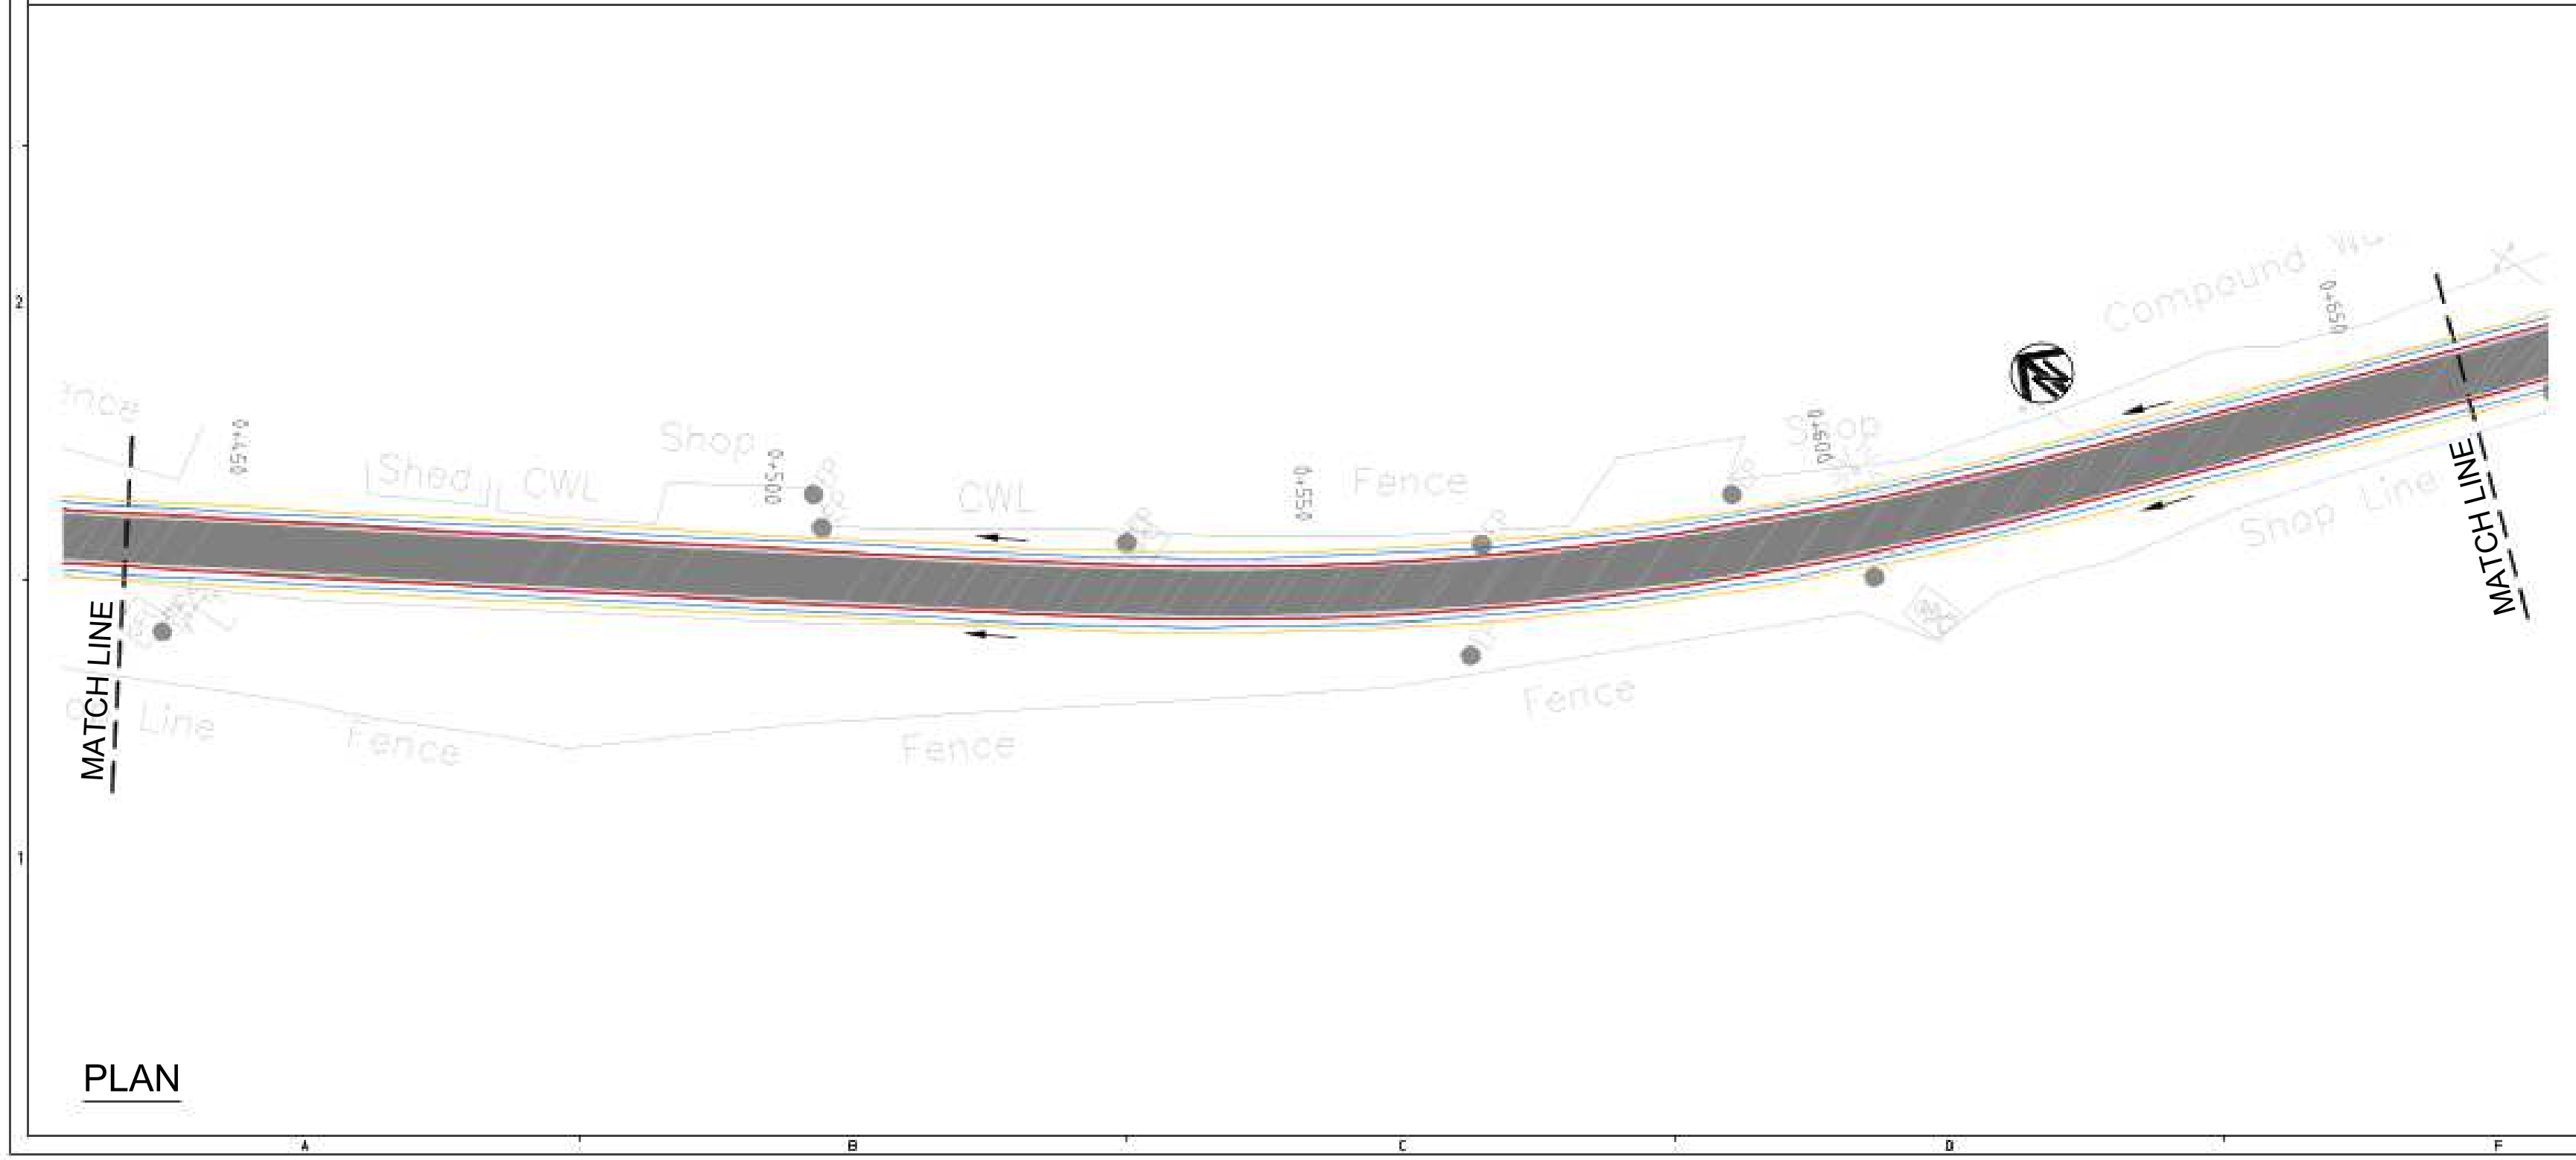 2
Compound
0+650
ence
0+450
Shop
0+500
Shed
CWL
CWL
0+550
Fence
Shop
0+600
Shop Line
MATCH LINE
MATCH LINE
Line
Fence
Fence
Fence
1
PLAN
A
B
C
D
F